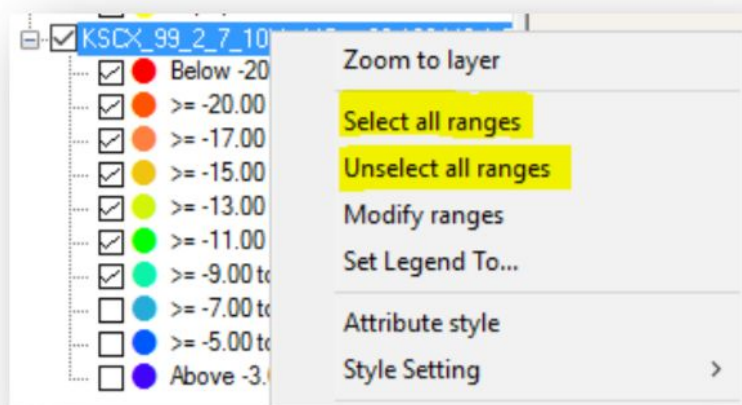 KSCX_99_2_7_10
Zoom to layer
Below -20
>= -20.00
Select all ranges
>= -17.00
Unselect all ranges
>= -15.00
>= -13.00
Modify ranges
>= -11.00
Set Legend To...
>= -9.00 to
>= -7.00 to
Attribute style
>= -5.00 to
Style Setting
Above -3.